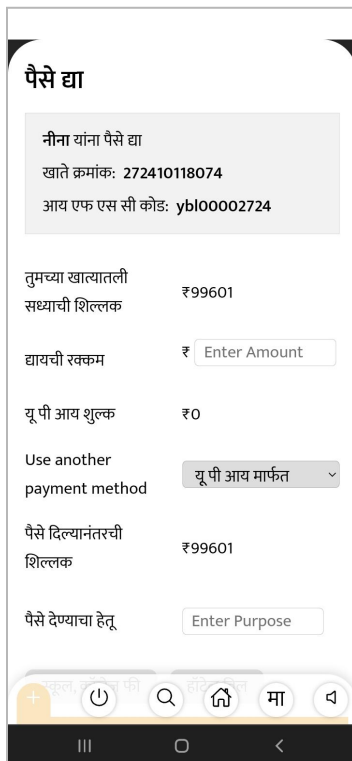 पैसे द्या
नीना यांना पैसे द्या
खाते क्रमांक: 272410118074
आय एफ एस सी कोड: ybl00002724
तुमच्या खात्यातली
सध्याची शिल्लक
₹99601
द्यायची रक्कम
₹ Enter Amount
यू पी आय शुल्क
₹0
Use another
payment method
यू पी आय मार्फत
पैसे दिल्यानंतरची
शिल्लक
₹99601
पैसे देण्याचा हेतू
Enter Purpose
स्कूल, कॉलेज फी
हॉटेल बिल
मा